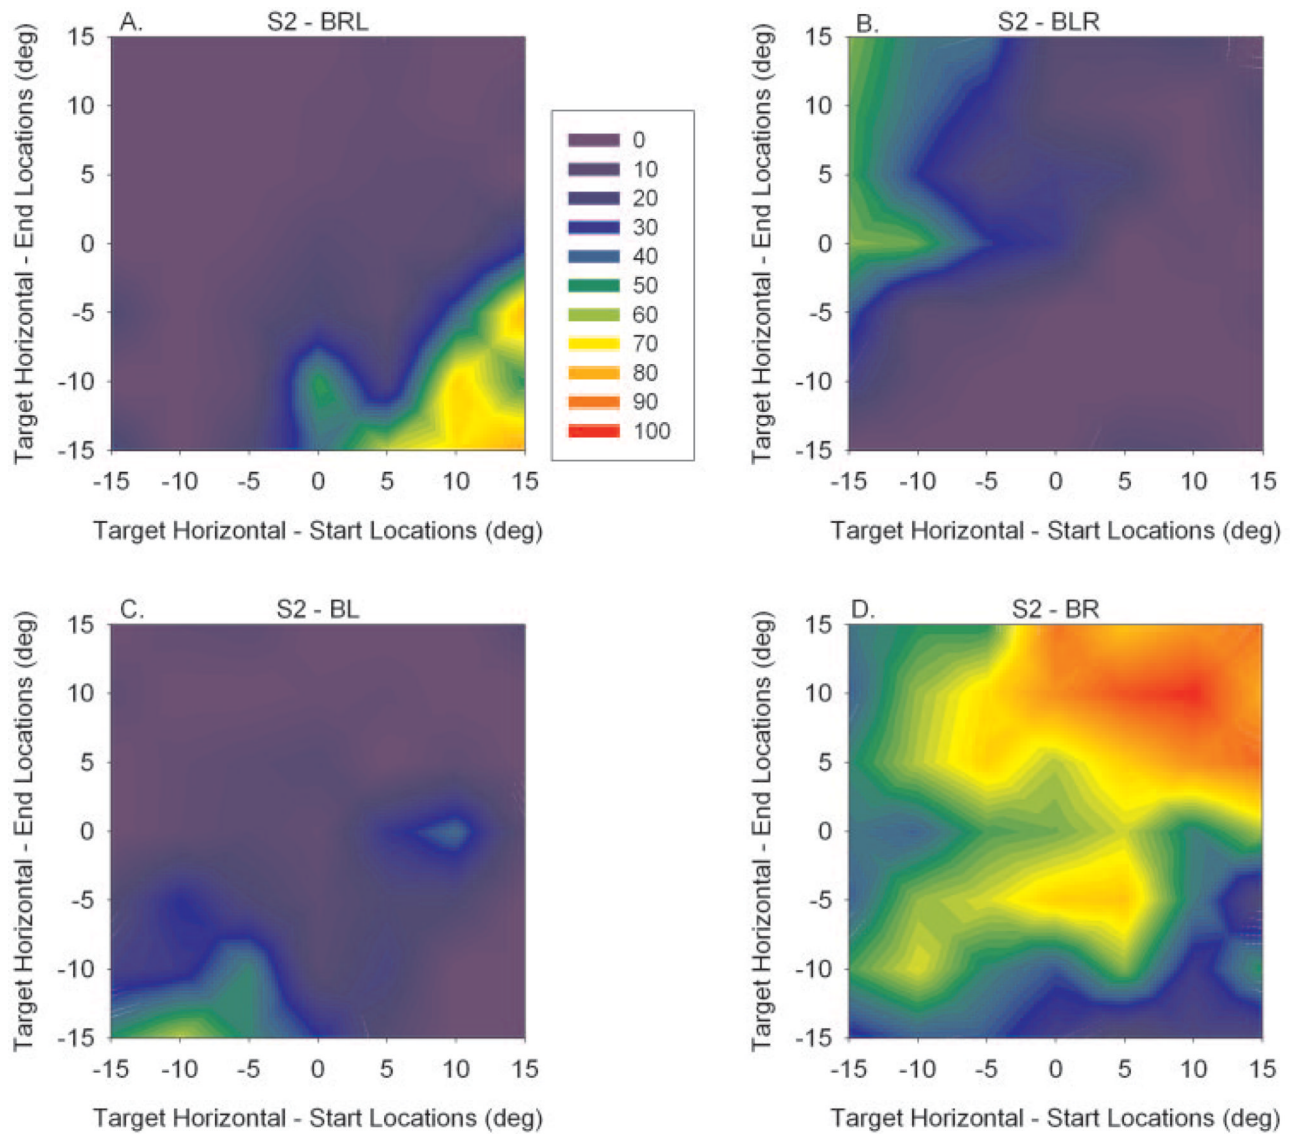 A. S2 - BRL
Target Horizontal - End Locations (deg)
15
10
5
0
-5
-10
-15
-15 -10 -5 0 5 10 15
Target Horizontal - Start Locations (deg)
0
10
20
30
40
50
60
70
80
90
100
B. S2 - BLR
Target Horizontal - End Locations (deg)
15
10
5
0
-5
-10
-15
-15 -10 -5 0 5 10 15
Target Horizontal - Start Locations (deg)
C. S2 - BL
Target Horizontal - End Locations (deg)
15
10
5
0
-5
-10
-15
-15 -10 -5 0 5 10 15
Target Horizontal - Start Locations (deg)
D. S2 - BR
Target Horizontal - End Locations (deg)
15
10
5
0
-5
-10
-15
-15 -10 -5 0 5 10 15
Target Horizontal - Start Locations (deg)